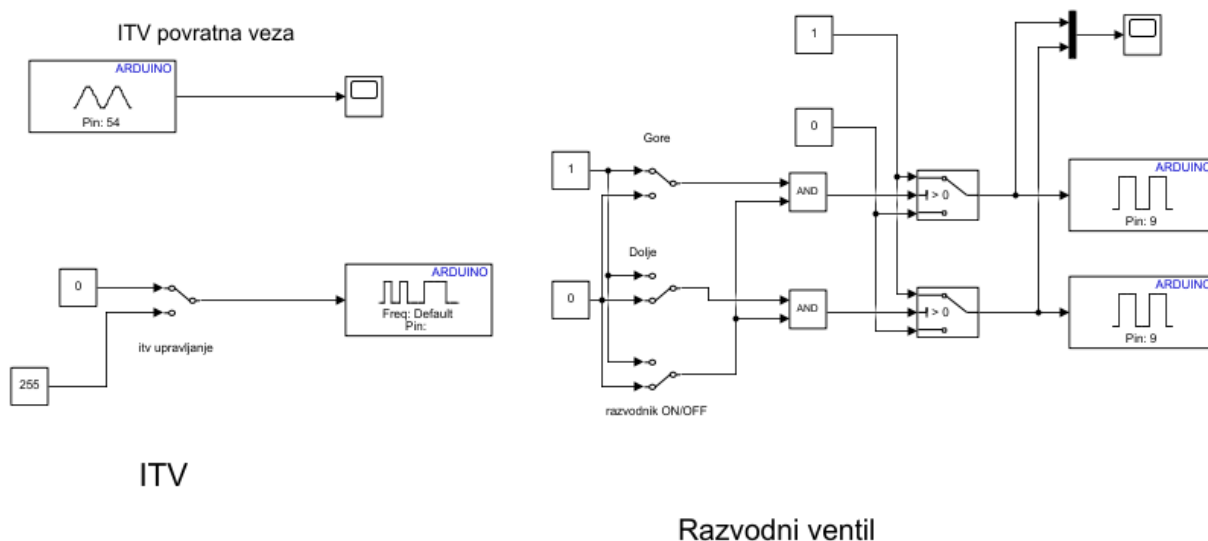 ITV povratna veza
ARDUINO
Pin: 54
0
255
itv upravljanje
ARDUINO
Freq: Default
Pin:
ITV
1
0
Gore
1
AND
> 0
ARDUINO
Pin: 9
Dolje
0
AND
> 0
ARDUINO
Pin: 9
razvodnik ON/OFF
Razvodni ventil